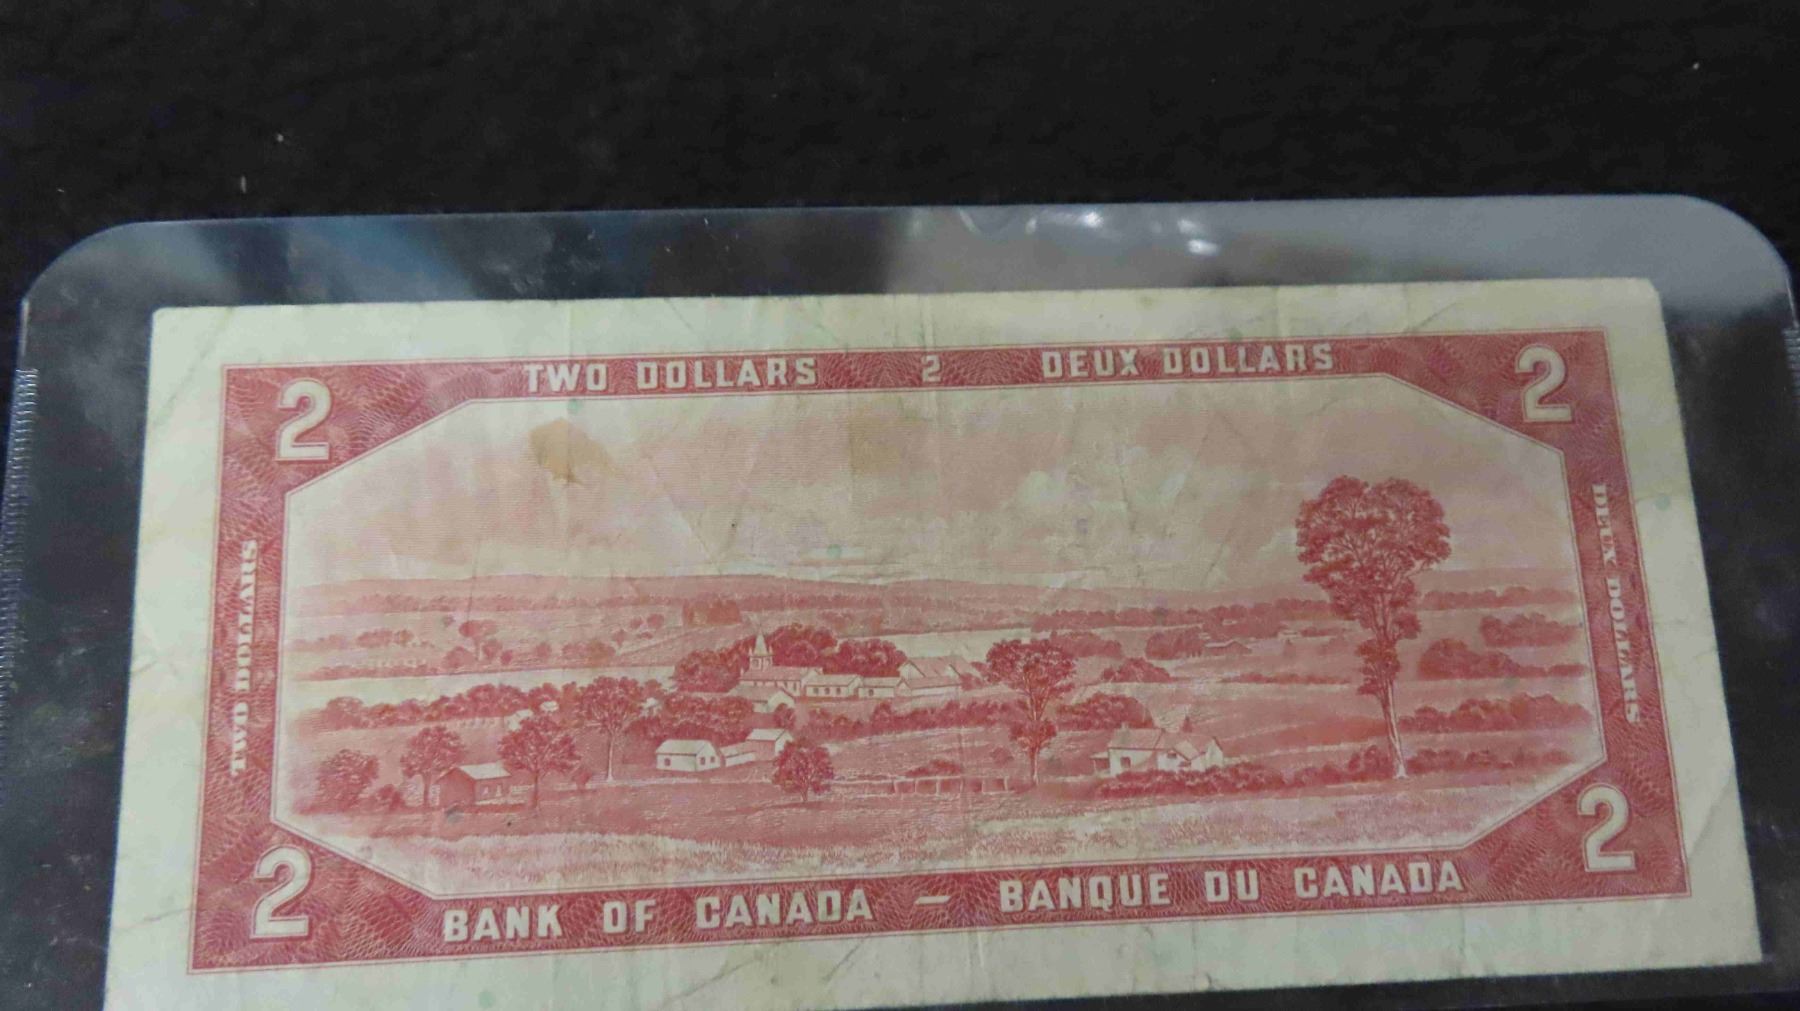 TWO DOLLARS 2 DEUX DOLLARS
2
2
TWO DOLLARS
DEUX DOLLARS
2
2
BANK OF CANADA – BANQUE DU CANADA